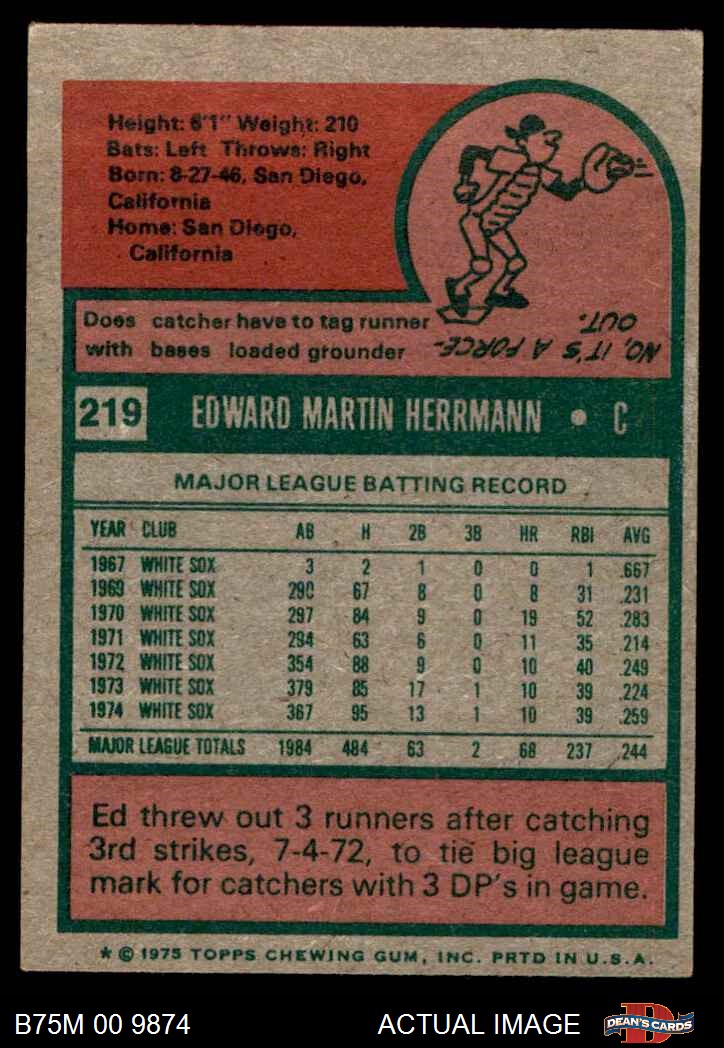 Height: 6'1" Weight: 210
Bats: Left Throws: Right
Born: 8-27-46, San Diego,
California
Home: San Diego,
California
Does catcher have to tag runner
with bases loaded grounder
NO, IT'S A FORCE-
OUT.
219 EDWARD MARTIN HERRMANN • C
MAJOR LEAGUE BATTING RECORD
YEAR CLUB AB H 2B 3B HR RBI AVG
1967 WHITE SOX 3 2 1 0 0 1 .667
1969 WHITE SOX 290 67 8 0 8 31 .231
1970 WHITE SOX 297 84 9 0 19 52 .283
1971 WHITE SOX 294 63 6 0 11 35 .214
1972 WHITE SOX 354 88 9 0 10 40 .249
1973 WHITE SOX 379 85 17 1 10 39 .224
1974 WHITE SOX 367 95 13 1 10 39 .259
MAJOR LEAGUE TOTALS 1984 484 63 2 68 237 .244
Ed threw out 3 runners after catching
3rd strikes, 7-4-72, to tie big league
mark for catchers with 3 DP's in game.
* © 1975 TOPPS CHEWING GUM, INC. PRTD IN U.S.A.
B75M 00 9874 ACTUAL IMAGE D DEAN'S CARDS